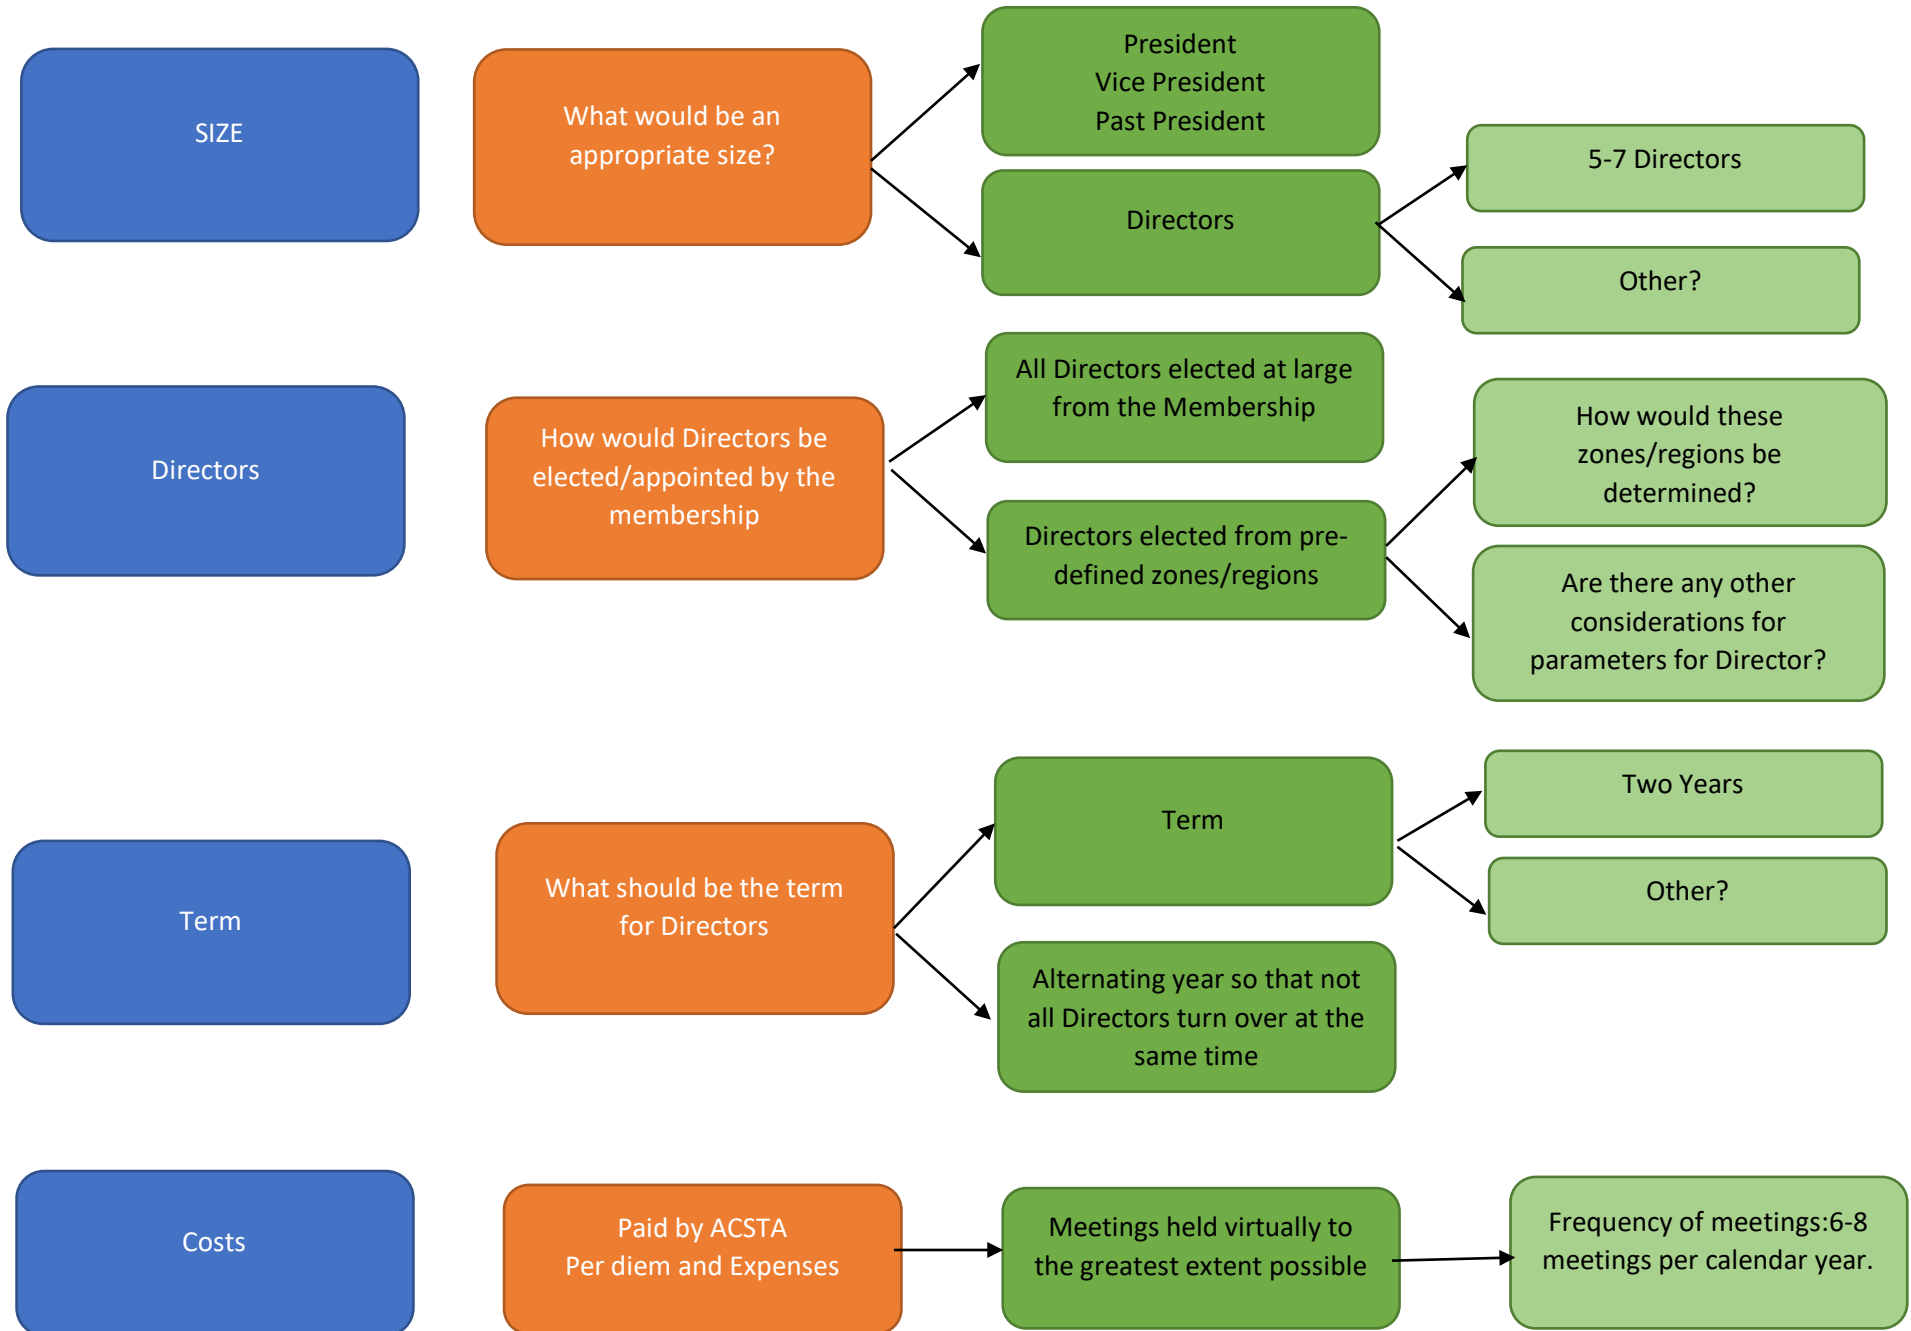 SIZE
What would be an
appropriate size?
President
Vice President
Past President
Directors
5-7 Directors
Other?
Directors
How would Directors be
elected/appointed by the
membership
All Directors elected at large
from the Membership
Directors elected from pre-
defined zones/regions
How would these
zones/regions be
determined?
Are there any other
considerations for
parameters for Director?
Term
What should be the term
for Directors
Term
Two Years
Other?
Alternating year so that not
all Directors turn over at the
same time
Costs
Paid by ACSTA
Per diem and Expenses
Meetings held virtually to
the greatest extent possible
Frequency of meetings:6-8
meetings per calendar year.